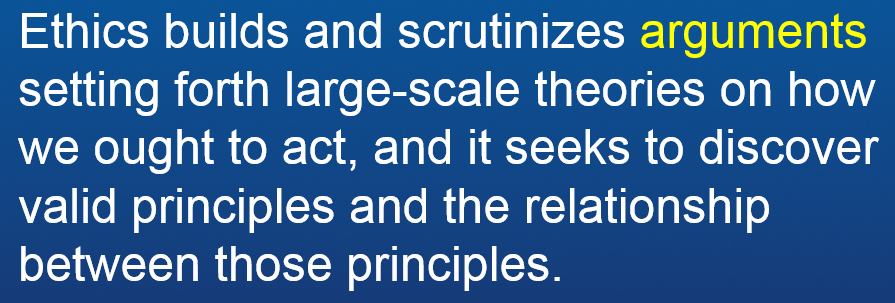 Ethics builds and scrutinizes arguments
setting forth large-scale theories on how
we ought to act, and it seeks to discover
valid principles and the relationship
between those principles.